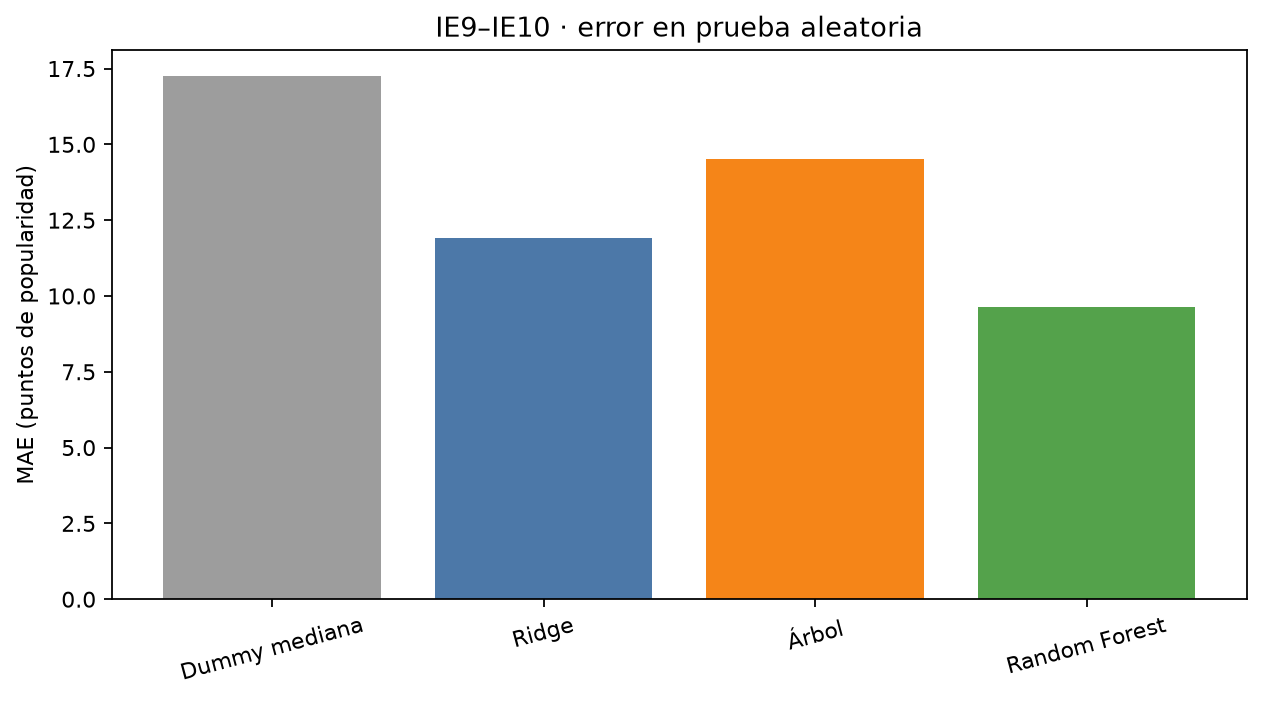 IE9–IE10 · error en prueba aleatoria
MAE (puntos de popularidad)
17.5
15.0
12.5
10.0
7.5
5.0
2.5
0.0
Dummy mediana
Ridge
Árbol
Random Forest